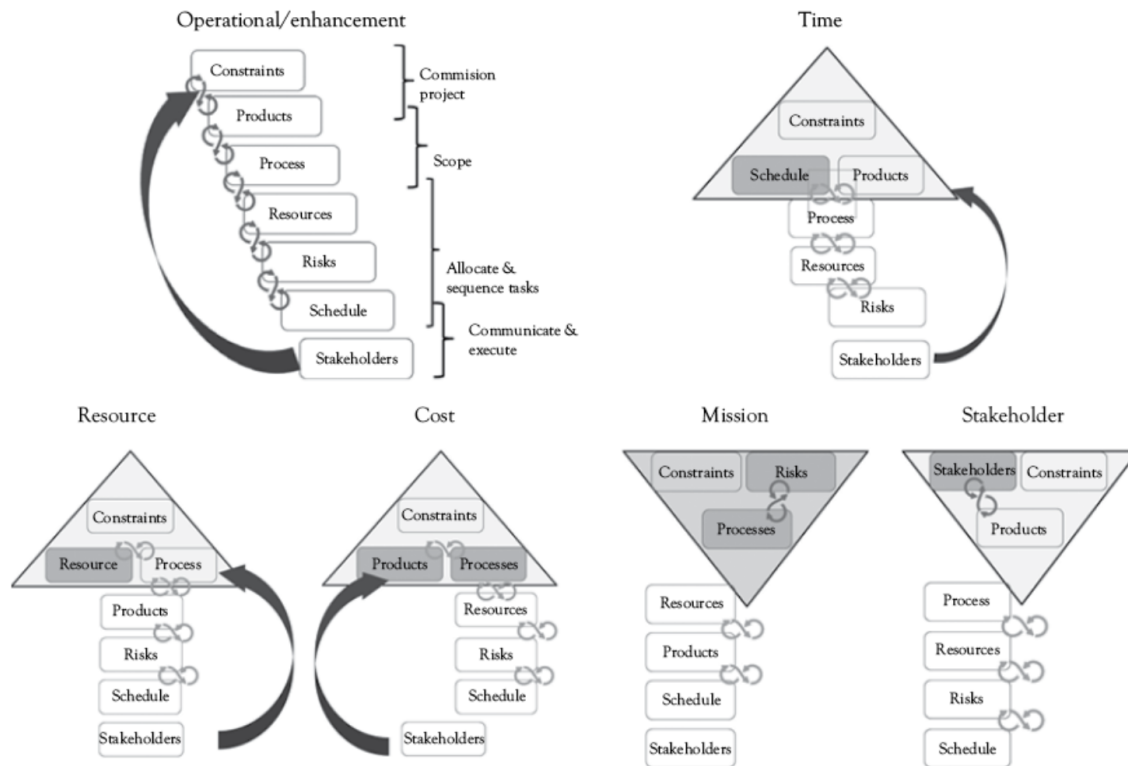 Operational/enhancement
Constraints
Products
Process
Resources
Risks
Schedule
Stakeholders
Commision
project
Scope
Allocate &
sequence tasks
Communicate &
execute
Time
Constraints
Schedule
Products
Process
Resources
Risks
Stakeholders
Resource
Constraints
Resource
Process
Products
Risks
Schedule
Stakeholders
Cost
Constraints
Products
Processes
Resources
Risks
Schedule
Stakeholders
Mission
Constraints
Risks
Processes
Resources
Products
Schedule
Stakeholders
Stakeholder
Stakeholders
Constraints
Products
Process
Resources
Risks
Schedule